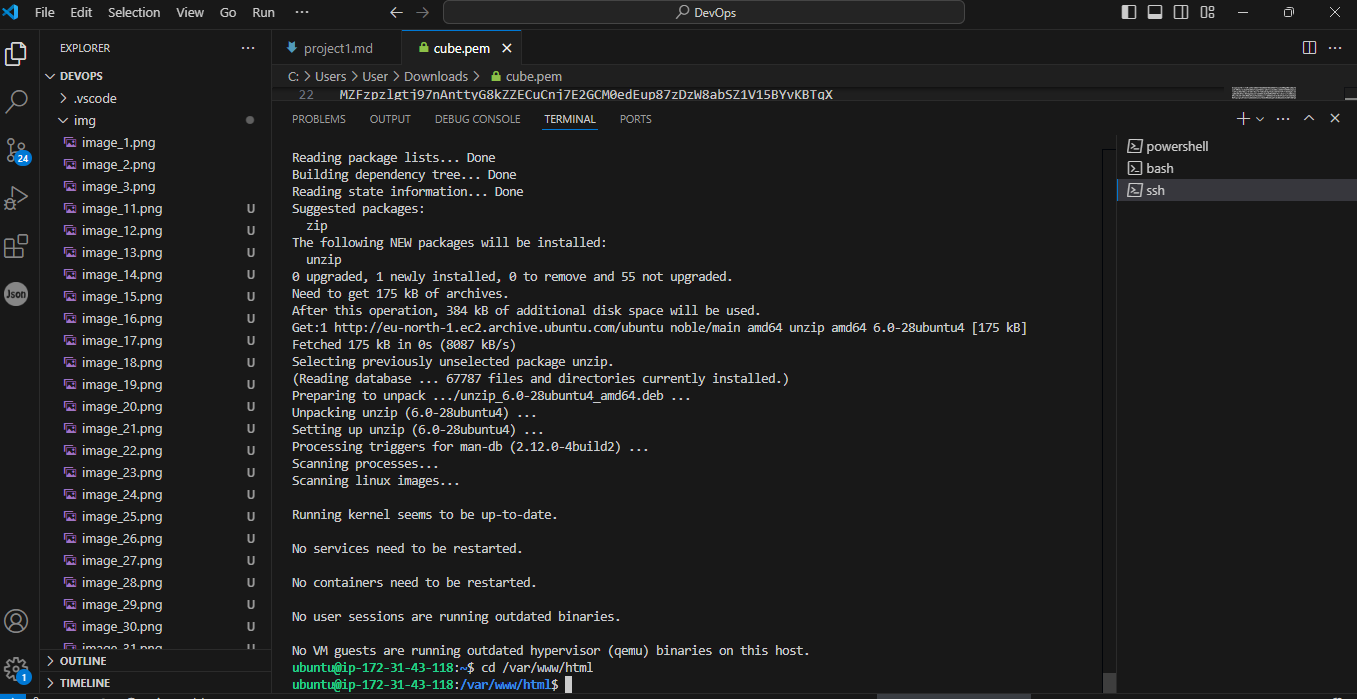 File Edit Selection View Go Run ··· DevOps
EXPLORER ···
project1.md cube.pem
DEVOPS
C: > Users > User > Downloads > cube.pem
.vscode
22
img
PROBLEMS OUTPUT DEBUG CONSOLE TERMINAL PORTS
image_1.png
image_2.png
image_3.png
image_11.png U
image_12.png U
image_13.png U
image_14.png U
image_15.png U
image_16.png U
image_17.png U
image_18.png U
image_19.png U
image_20.png U
image_21.png U
image_22.png U
image_23.png U
image_24.png U
image_25.png U
image_26.png U
image_27.png U
image_28.png U
image_29.png U
image_30.png U
image_31.png U
OUTLINE
TIMELINE
24
Json
1
Reading package lists... Done
Building dependency tree... Done
Reading state information... Done
Suggested packages:
zip
The following NEW packages will be installed:
unzip
0 upgraded, 1 newly installed, 0 to remove and 55 not upgraded.
Need to get 175 kB of archives.
After this operation, 384 kB of additional disk space will be used.
Get:1 http://eu-north-1.ec2.archive.ubuntu.com/ubuntu noble/main amd64 unzip amd64 6.0-28ubuntu4 [175 kB]
Fetched 175 kB in 0s (8087 kB/s)
Selecting previously unselected package unzip.
(Reading database ... 67787 files and directories currently installed.)
Preparing to unpack .../unzip_6.0-28ubuntu4_amd64.deb ...
Unpacking unzip (6.0-28ubuntu4) ...
Setting up unzip (6.0-28ubuntu4) ...
Processing triggers for man-db (2.12.0-4build2) ...
Scanning processes...
Scanning linux images...
Running kernel seems to be up-to-date.
No services need to be restarted.
No containers need to be restarted.
No user sessions are running outdated binaries.
No VM guests are running outdated hypervisor (qemu) binaries on this host.
ubuntu@ip-172-31-43-118:~$ cd /var/www/html
ubuntu@ip-172-31-43-118:/var/www/html$
powershell
bash
ssh